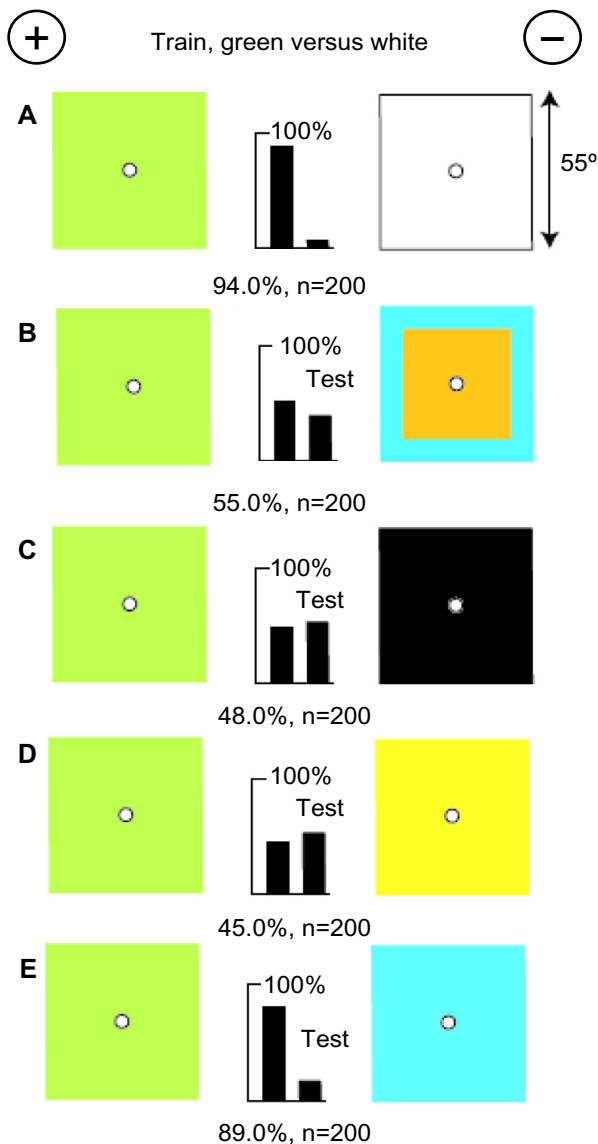 + Train, green versus white −
A
100%
55º
94.0%, n=200
B
100%
Test
55.0%, n=200
C
100%
Test
48.0%, n=200
D
100%
Test
45.0%, n=200
E
100%
Test
89.0%, n=200